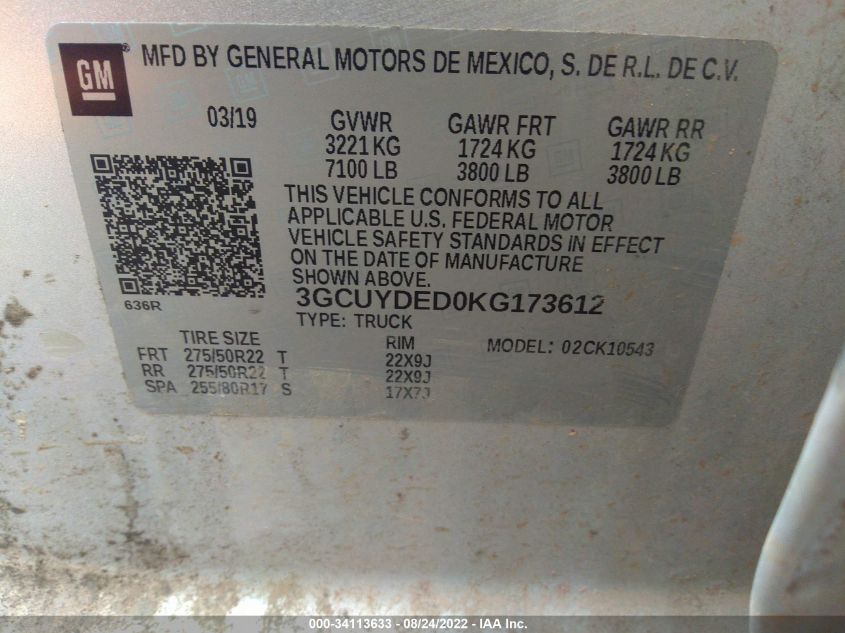 GM ® MFD BY GENERAL MOTORS DE MEXICO, S. DE R.L. DE C.V.
03/19 GVWR GAWR FRT GAWR RR
3221 KG 1724 KG 1724 KG
7100 LB 3800 LB 3800 LB
THIS VEHICLE CONFORMS TO ALL
APPLICABLE U.S. FEDERAL MOTOR
VEHICLE SAFETY STANDARDS IN EFFECT
ON THE DATE OF MANUFACTURE
SHOWN ABOVE.
636R 3GCUYDED0KG173612
TYPE: TRUCK
TIRE SIZE RIM MODEL: 02CK10543
FRT 275/50R22 T 22X9J
RR 275/50R22 T 22X9J
SPA 255/80R17 S 17X7J
000-34113633 - 08/24/2022 - IAA Inc.